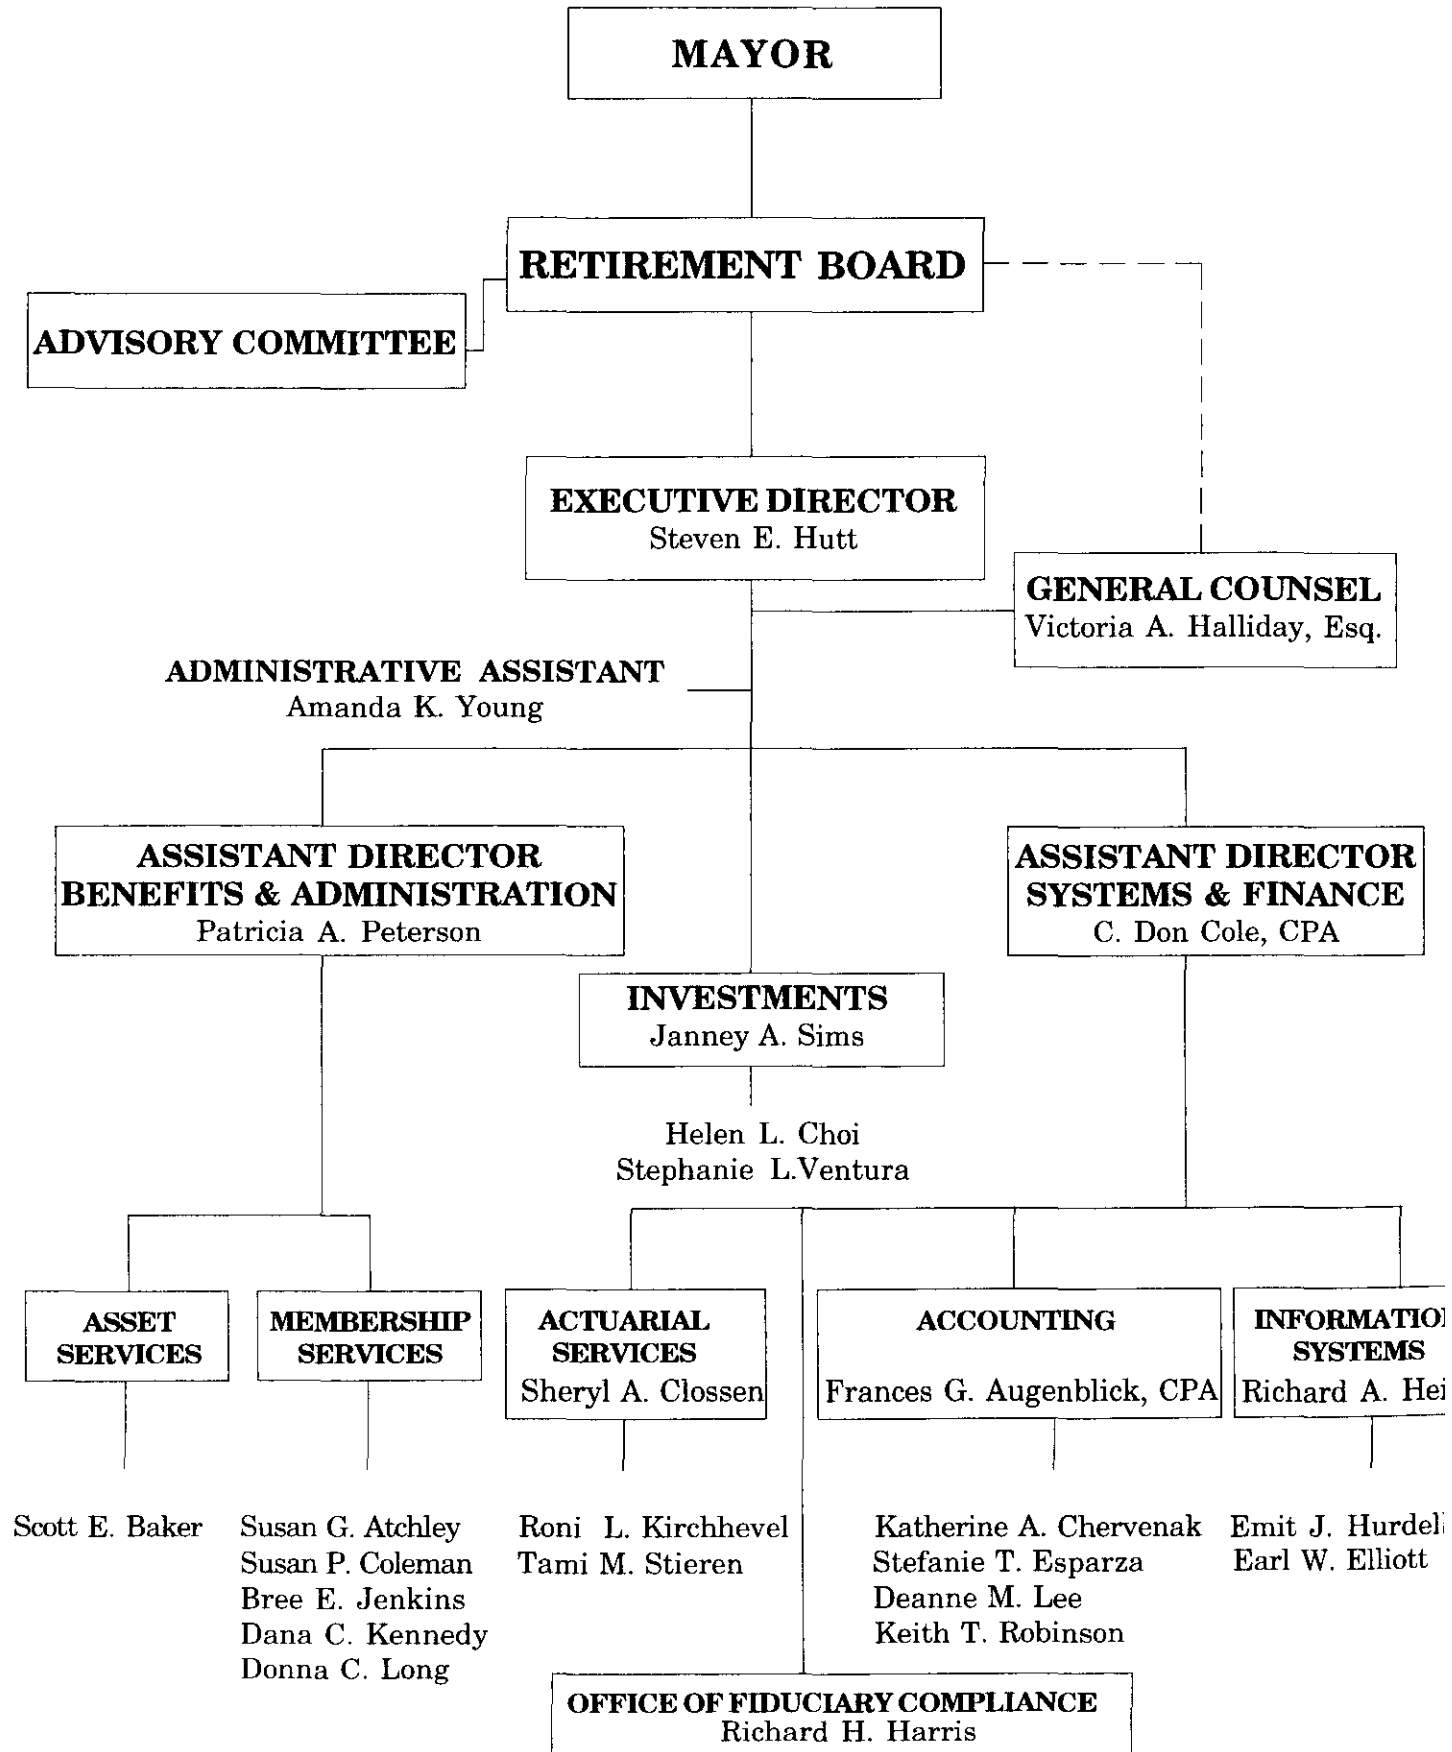 MAYOR
RETIREMENT BOARD
ADVISORY COMMITTEE
EXECUTIVE DIRECTOR
Steven E. Hutt
GENERAL COUNSEL
Victoria A. Halliday, Esq.
ADMINISTRATIVE ASSISTANT
Amanda K. Young
ASSISTANT DIRECTOR
BENEFITS & ADMINISTRATION
Patricia A. Peterson
ASSISTANT DIRECTOR
SYSTEMS & FINANCE
C. Don Cole, CPA
INVESTMENTS
Janney A. Sims
Helen L. Choi
Stephanie L.Ventura
ASSET
SERVICES
MEMBERSHIP
SERVICES
ACTUARIAL
SERVICES
Sheryl A. Clossen
ACCOUNTING
Frances G. Augenblick, CPA
INFORMATION
SYSTEMS
Richard A.
Scott E. Baker
Susan G. Atchley
Susan P. Coleman
Bree E. Jenkins
Dana C. Kennedy
Donna C. Long
Roni L. Kirchhevel
Tami M. Stieren
Katherine A. Chervenak
Stefanie T. Esparza
Deanne M. Lee
Keith T. Robinson
Emit J.
Earl W. Elliott
OFFICE OF FIDUCIARY COMPLIANCE
Richard H. Harris